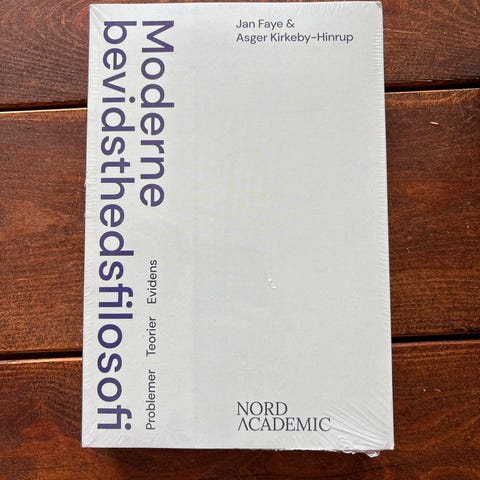 Jan Faye &
Asger Kirkeby-Hinrup
Moderne
bevidsthedsfilosofi
Problemer Teorier Evidens
NORD
ACADEMIC